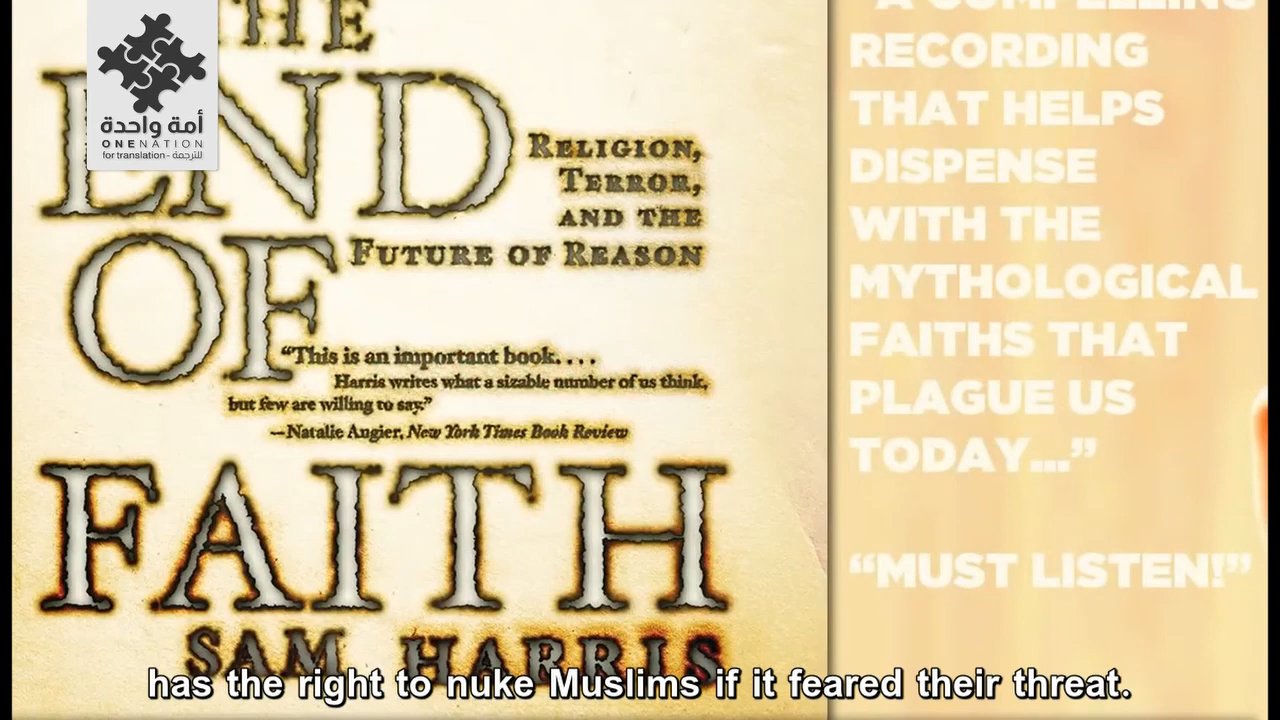 THE
END
OF
RELIGION,
TERROR,
AND THE
FUTURE OF REASON
“This is an important book. . . .
Harris writes what a sizable number of us think,
but few are willing to say.”
—Natalie Angier, New York Times Book Review
FAITH
SAM HARRIS
أمة واحدة
ONENATION
for translation - للترجمة
“A COMPELLING
RECORDING
THAT HELPS
DISPENSE
WITH THE
MYTHOLOGICAL
FAITHS THAT
PLAGUE US
TODAY...”
“MUST LISTEN!”
has the right to nuke Muslims if it feared their threat.